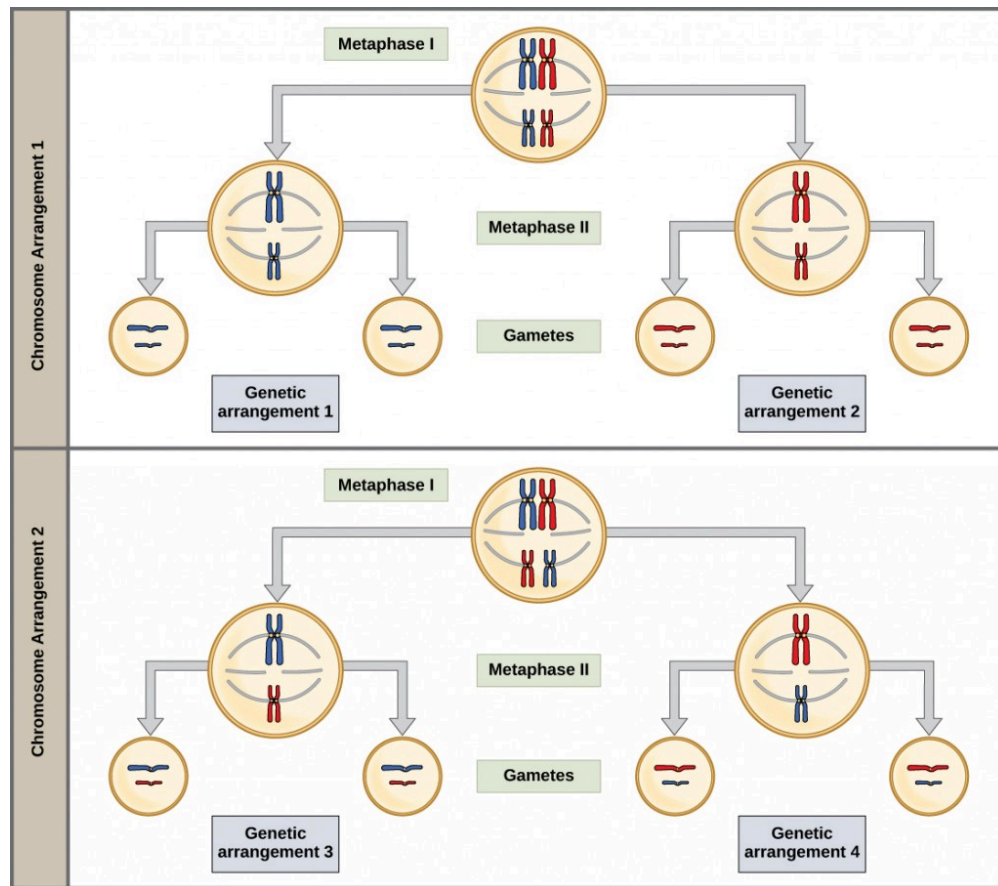 Chromosome Arrangement 1
Metaphase I
Metaphase II
Gametes
Genetic
arrangement 1
Genetic
arrangement 2
Chromosome Arrangement 2
Metaphase I
Metaphase II
Gametes
Genetic
arrangement 3
Genetic
arrangement 4